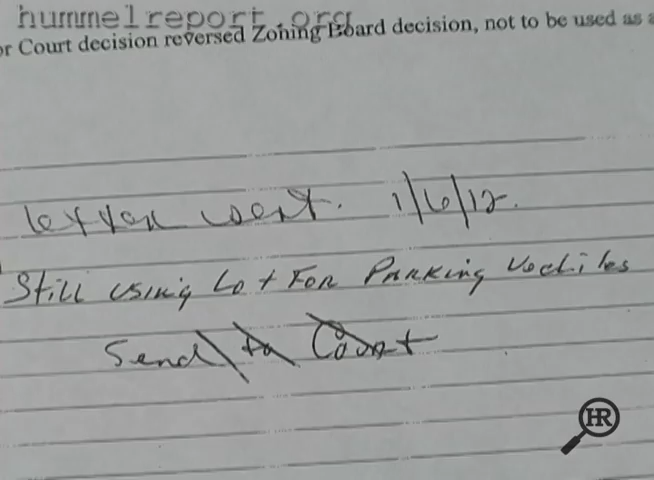 hummelreport.org
or Court decision reversed Zoning Board decision, not to be used as a
letter sent. 1/6/12.
Still using Lot For Parking Vechiles
Send to Court
HR